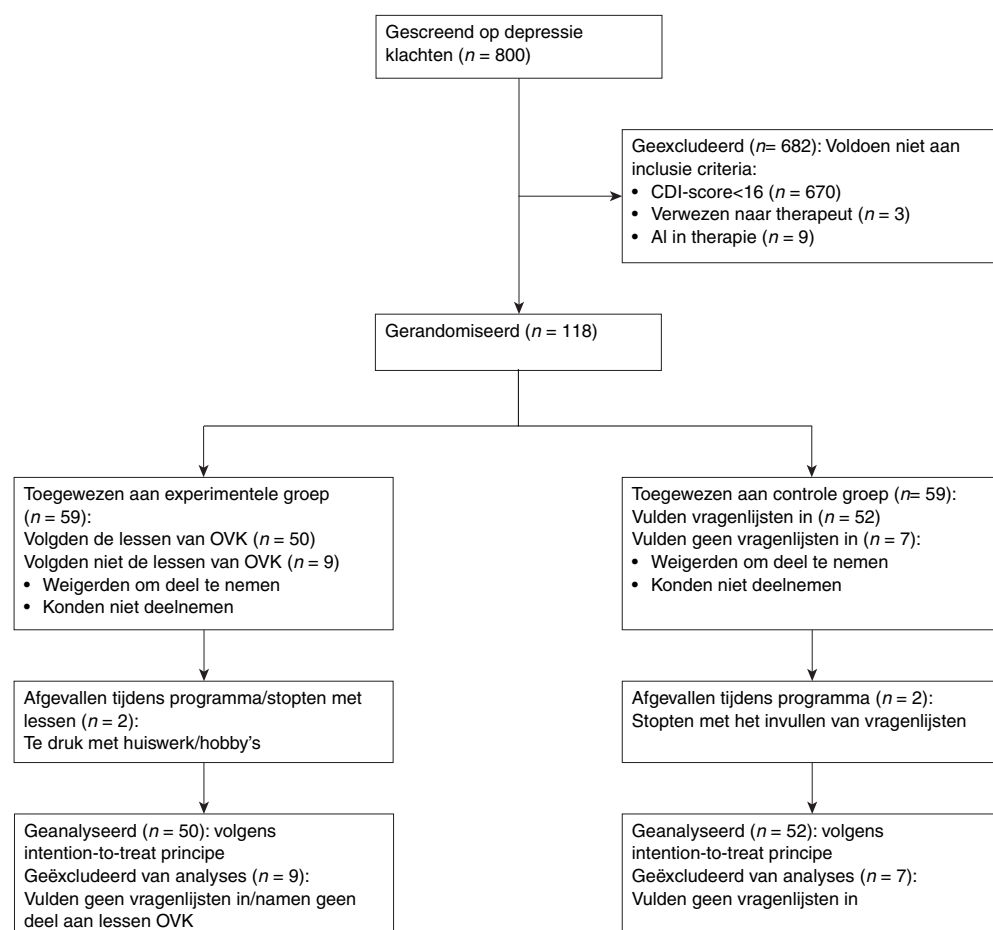 Gescreend op depressie
klachten (n = 800)
Geexcludeerd (n= 682): Voldoen niet aan
inclusie criteria:
• CDI-score<16 (n = 670)
• Verwezen naar therapeut (n = 3)
• Al in therapie (n = 9)
Gerandomiseerd (n = 118)
Toegewezen aan experimentele groep
(n = 59):
Volgden de lessen van OVK (n = 50)
Volgden niet de lessen van OVK (n = 9)
• Weigerden om deel te nemen
• Konden niet deelnemen
Toegewezen aan controle groep (n= 59):
Vulden vragenlijsten in (n = 52)
Vulden geen vragenlijsten in (n = 7):
• Weigerden om deel te nemen
• Konden niet deelnemen
Afgevallen tijdens programma/stopten met
lessen (n = 2):
Te druk met huiswerk/hobby's
Afgevallen tijdens programma (n = 2):
Stopten met het invullen van vragenlijsten
Geanalyseerd (n = 50): volgens
intention-to-treat principe
Geëxcludeerd van analyses (n = 9):
Vulden geen vragenlijsten in/namen geen
deel aan lessen OVK
Geanalyseerd (n = 52): volgens
intention-to-treat principe
Geëxcludeerd van analyses (n = 7):
Vulden geen vragenlijsten in